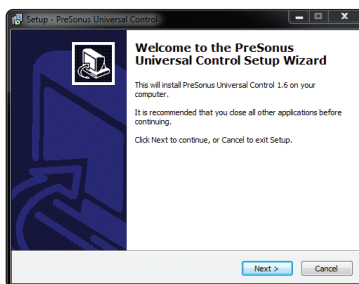 Setup - PreSonus Universal Control
Welcome to the PreSonus
Universal Control Setup Wizard
This will install PreSonus Universal Control 1.6 on your
computer.
It is recommended that you close all other applications before
continuing.
Click Next to continue, or Cancel to exit Setup.
Next >
Cancel